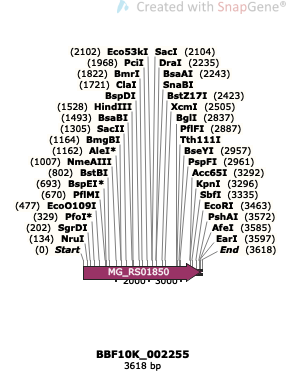 Created with SnapGene®
(2102) Eco53kI SacI (2104)
(1968) PciI DraI (2235)
(1822) BmrI BsaAI (2243)
(1721) ClaI SnaBI
BspDI BstZ17I (2423)
(1528) HindIII XcmI (2505)
(1493) BsaBI BglI (2837)
(1305) SacII PflFI (2887)
(1164) BmgBI Tth111I
(1162) AleI* BseYI (2957)
(1007) NmeAIII PspFI (2961)
(802) BstBI Acc65I (3292)
(693) BspEI* KpnI (3296)
(670) PflMI SbfI (3335)
(477) EcoO109I EcoRI (3463)
(329) PfoI* PshAI (3572)
(202) SgrDI AfeI (3585)
(134) NruI EarI (3597)
(0) Start End (3618)
MG_RS01850
2000 3000
BBF10K_002255
3618 bp